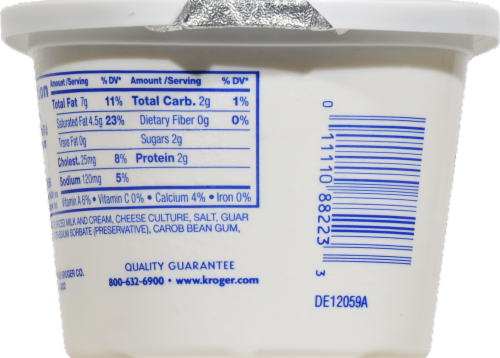 on Amount /Serving % DV* Amount /Serving % DV*
Total Fat 7g 11% Total Carb. 2g 1%
Saturated Fat 4.5g 23% Dietary Fiber 0g 0%
Trans Fat 0g Sugars 2g
Cholest. 25mg 8% Protein 2g
Sodium 120mg 5%
Vitamin A 6% • Vitamin C 0% • Calcium 4% • Iron 0%
MILK AND CREAM, CHEESE CULTURE, SALT, GUAR
SORBATE (PRESERVATIVE), CAROB BEAN GUM,
KROGER CO.
QUALITY GUARANTEE
800-632-6900 • www.kroger.com
0 11110 88223 3
DE12059A